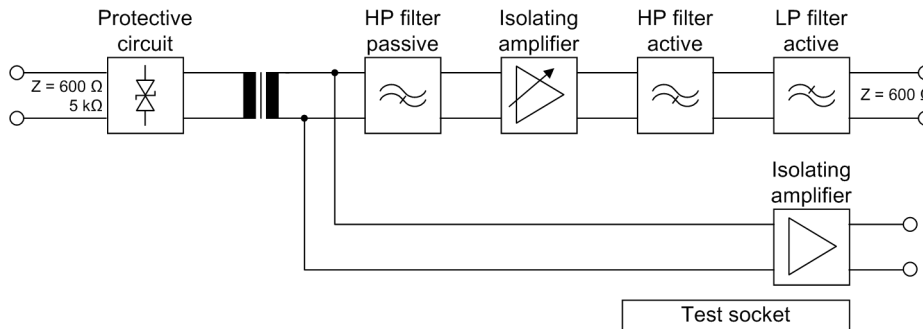 Protective
circuit
HP filter
passive
Isolating
amplifier
HP filter
active
LP filter
active
Z = 600 Ω
5 kΩ
Z = 600 Ω
Isolating
amplifier
Test socket